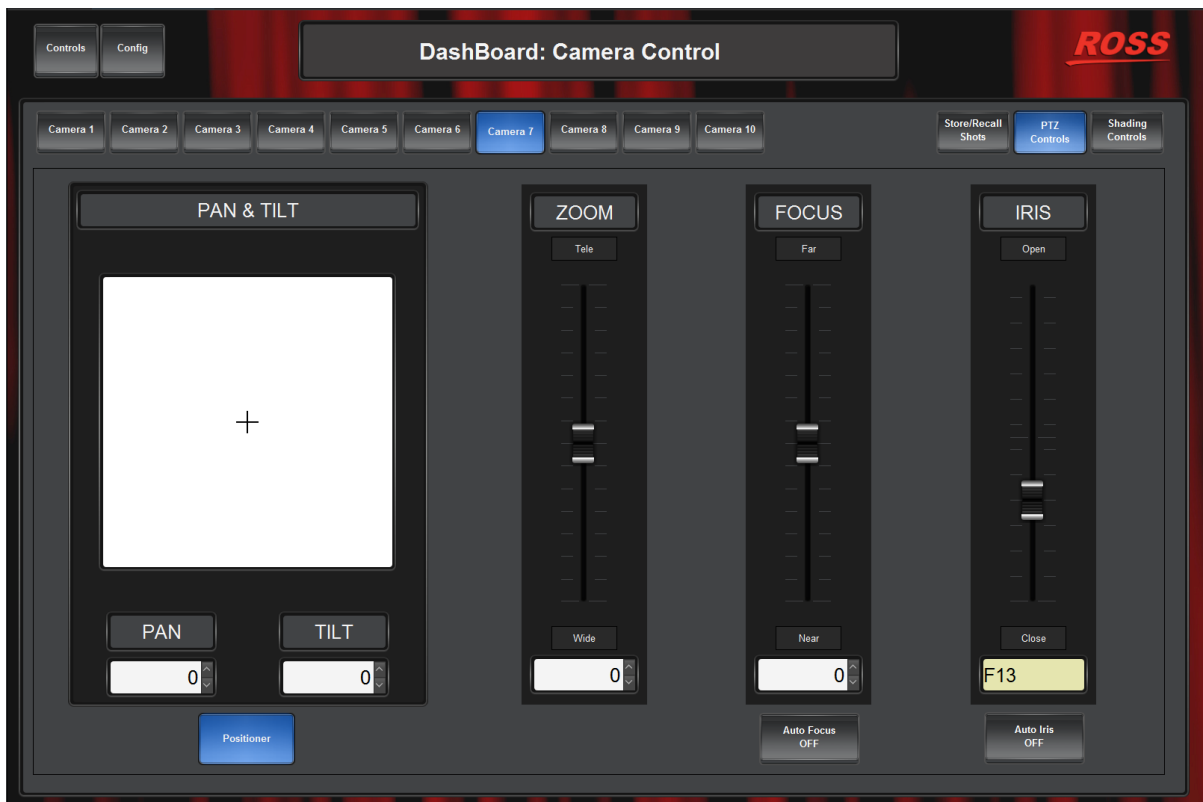 Controls
Config
DashBoard: Camera Control
ROSS
Camera 1
Camera 2
Camera 3
Camera 4
Camera 5
Camera 6
Camera 7
Camera 8
Camera 9
Camera 10
Store/Recall
Shots
PTZ
Controls
Shading
Controls
PAN & TILT
ZOOM
FOCUS
IRIS
Tele
Far
Open
PAN
TILT
Wide
Near
Close
0
0
0
0
F13
Positioner
Auto Focus
OFF
Auto Iris
OFF